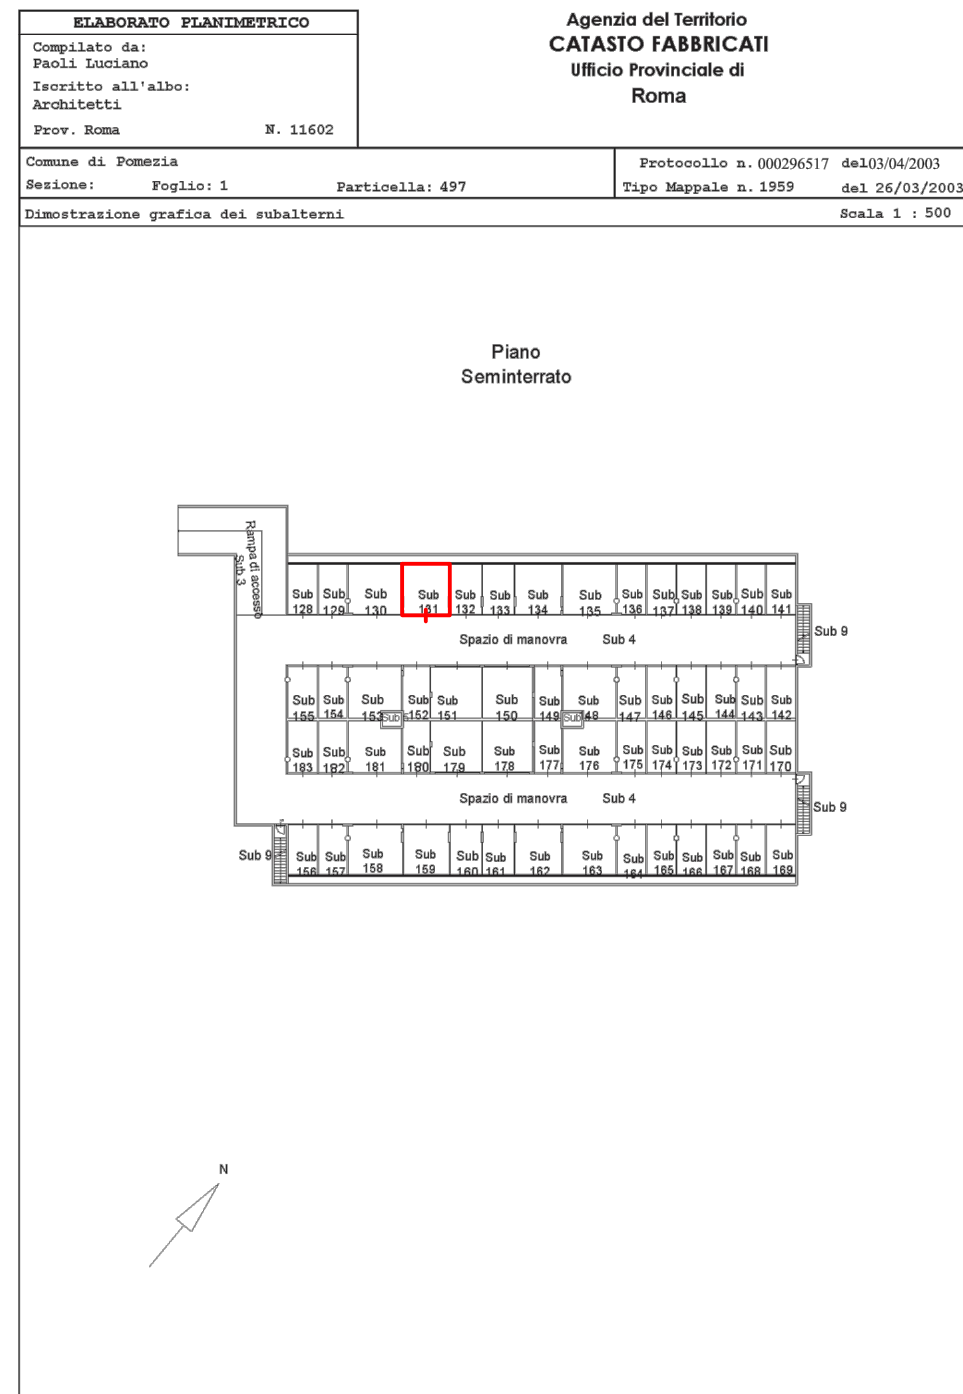 ELABORATO PLANIMETRICO
Compilato da:
Paoli Luciano
Iscritto all'albo:
Architetti
Prov. Roma N. 11602
Agenzia del Territorio
CATASTO FABBRICATI
Ufficio Provinciale di
Roma
Comune di Pomezia
Sezione: Foglio: 1 Particella: 497
Protocollo n. 000296517 del 03/04/2003
Tipo Mappale n. 1959 del 26/03/2003
Dimostrazione grafica dei subalterni Scala 1 : 500
Piano
Seminterrato
Rampa di accesso
Sub 3
Sub Sub Sub Sub Sub Sub Sub Sub Sub Sub Sub Sub Sub Sub
128 129 130 131 132 133 134 135 136 137 138 139 140 141
Spazio di manovra Sub 4
Sub 9
Sub Sub Sub Sub Sub Sub Sub Sub Sub Sub Sub Sub Sub Sub
155 154 153 152 151 150 149 148 147 146 145 144 143 142
Sub Sub
Sub Sub Sub Sub Sub Sub Sub Sub Sub Sub Sub Sub Sub Sub
183 182 181 180 179 178 177 176 175 174 173 172 171 170
Spazio di manovra Sub 4
Sub 9
Sub 9
Sub Sub Sub Sub Sub Sub Sub Sub Sub Sub Sub Sub Sub Sub
156 157 158 159 160 161 162 163 164 165 166 167 168 169
N